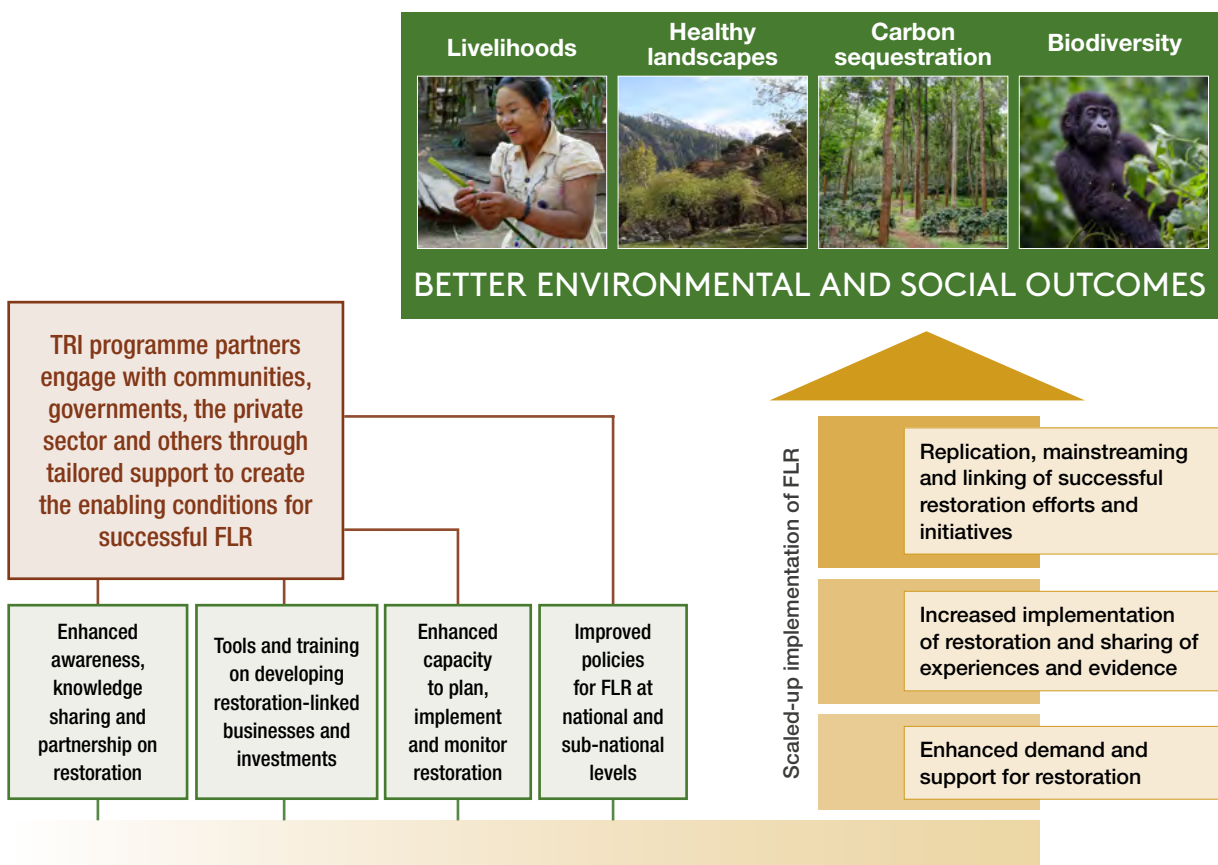 Livelihoods
Healthy
landscapes
Carbon
sequestration
Biodiversity
BETTER ENVIRONMENTAL AND SOCIAL OUTCOMES
TRI programme partners
engage with communities,
governments, the private
sector and others through
tailored support to create
the enabling conditions for
successful FLR
Enhanced
awareness,
knowledge
sharing and
partnership on
restoration
Tools and training
on developing
restoration-linked
businesses and
investments
Enhanced
capacity
to plan,
implement
and monitor
restoration
Improved
policies
for FLR at
national and
sub-national
levels
Scaled-up implementation of FLR
Replication, mainstreaming
and linking of successful
restoration efforts and
initiatives
Increased implementation
of restoration and sharing of
experiences and evidence
Enhanced demand and
support for restoration